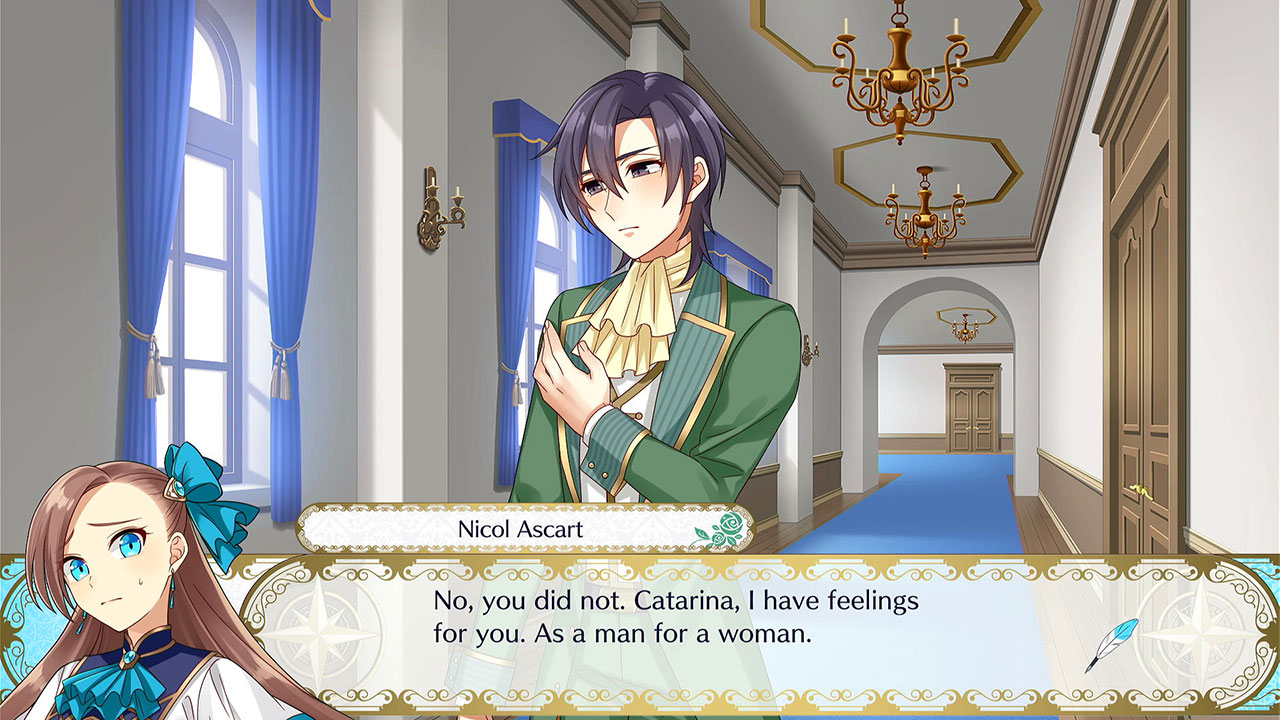 Nicol Ascart
No, you did not. Catarina, I have feelings
for you. As a man for a woman.